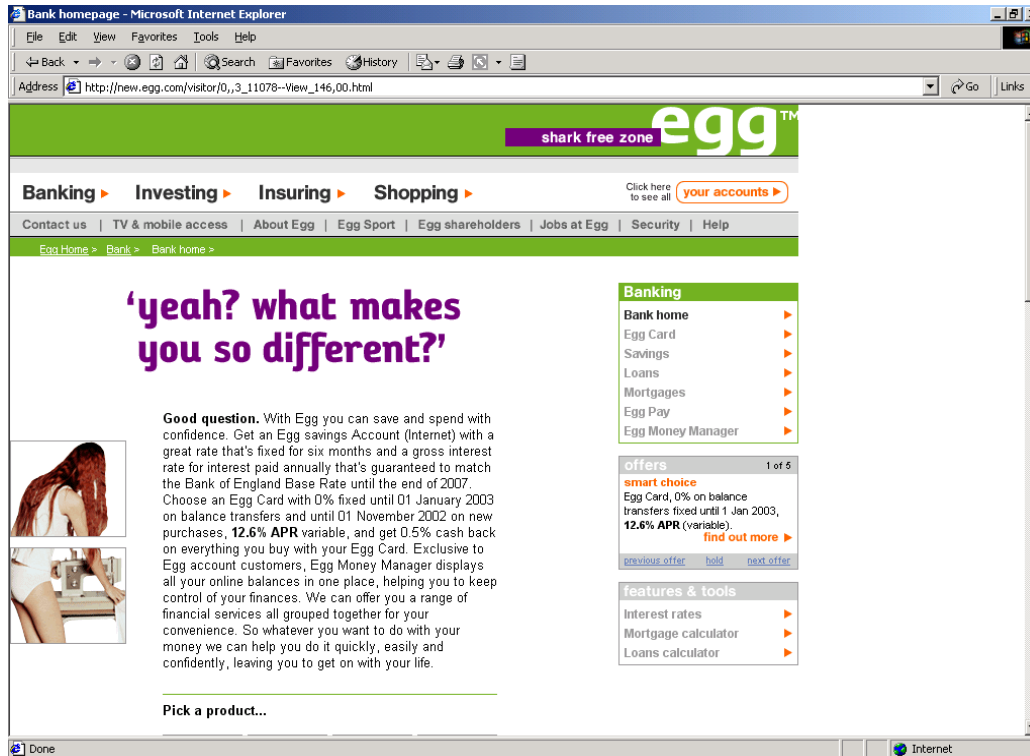 Bank homepage - Microsoft Internet Explorer
File Edit View Favorites Tools Help
Back Search Favorites History
Address http://new.egg.com/visitor/0,,3_11078--View_146,00.html Go Links
shark free zone egg™
Banking Investing Insuring Shopping Click here to see all your accounts
Contact us | TV & mobile access | About Egg | Egg Sport | Egg shareholders | Jobs at Egg | Security | Help
Egg Home > Bank > Bank home >
‘yeah? what makes
you so different?’
Good question. With Egg you can save and spend with
confidence. Get an Egg savings Account (Internet) with a
great rate that's fixed for six months and a gross interest
rate for interest paid annually that's guaranteed to match
the Bank of England Base Rate until the end of 2007.
Choose an Egg Card with 0% fixed until 01 January 2003
on balance transfers and until 01 November 2002 on new
purchases, 12.6% APR variable, and get 0.5% cash back
on everything you buy with your Egg Card. Exclusive to
Egg account customers, Egg Money Manager displays
all your online balances in one place, helping you to keep
control of your finances. We can offer you a range of
financial services all grouped together for your
convenience. So whatever you want to do with your
money we can help you do it quickly, easily and
confidently, leaving you to get on with your life.
Pick a product...
Banking
Bank home
Egg Card
Savings
Loans
Mortgages
Egg Pay
Egg Money Manager
offers 1 of 5
smart choice
Egg Card, 0% on balance
transfers fixed until 1 Jan 2003,
12.6% APR (variable).
find out more
previous offer hold next offer
features & tools
Interest rates
Mortgage calculator
Loans calculator
Done Internet